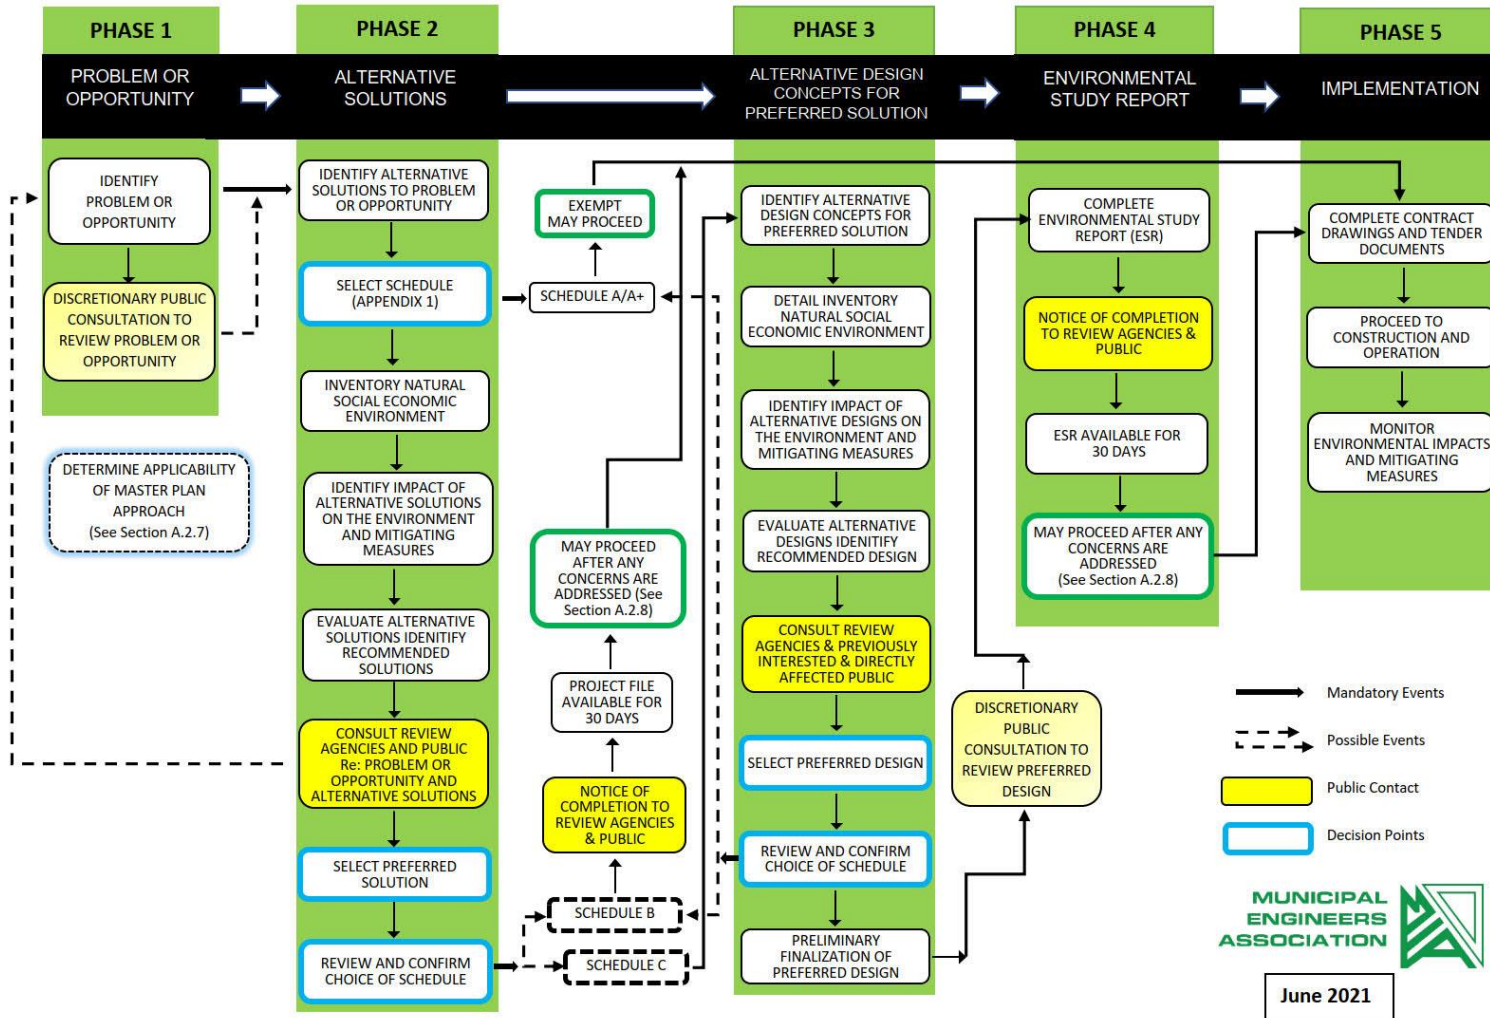 PHASE 1
PHASE 2
PHASE 3
PHASE 4
PHASE 5
PROBLEM OR
OPPORTUNITY
ALTERNATIVE
SOLUTIONS
ALTERNATIVE DESIGN
CONCEPTS FOR
PREFERRED SOLUTION
ENVIRONMENTAL
STUDY REPORT
IMPLEMENTATION
IDENTIFY
PROBLEM OR
OPPORTUNITY
DISCRETIONARY PUBLIC
CONSULTATION TO
REVIEW PROBLEM OR
OPPORTUNITY
DETERMINE APPLICABILITY
OF MASTER PLAN
APPROACH
(See Section A.2.7)
IDENTIFY ALTERNATIVE
SOLUTIONS TO PROBLEM
OR OPPORTUNITY
SELECT SCHEDULE
(APPENDIX 1)
INVENTORY NATURAL
SOCIAL ECONOMIC
ENVIRONMENT
IDENTIFY IMPACT OF
ALTERNATIVE SOLUTIONS
ON THE ENVIRONMENT
AND MITIGATING
MEASURES
EVALUATE ALTERNATIVE
SOLUTIONS IDENITIFY
RECOMMENDED
SOLUTIONS
CONSULT REVIEW
AGENCIES AND PUBLIC
Re: PROBLEM OR
OPPORTUNITY AND
ALTERNATIVE SOLUTIONS
SELECT PREFERRED
SOLUTION
REVIEW AND CONFIRM
CHOICE OF SCHEDULE
EXEMPT
MAY PROCEED
SCHEDULE A/A+
MAY PROCEED
AFTER ANY
CONCERNS ARE
ADDRESSED (See
Section A.2.8)
PROJECT FILE
AVAILABLE FOR
30 DAYS
NOTICE OF
COMPLETION TO
REVIEW AGENCIES
& PUBLIC
SCHEDULE B
SCHEDULE C
IDENTIFY ALTERNATIVE
DESIGN CONCEPTS FOR
PREFERRED SOLUTION
DETAIL INVENTORY
NATURAL SOCIAL
ECONOMIC ENVIRONMENT
IDENTIFY IMPACT OF
ALTERNATIVE DESIGNS ON
THE ENVIRONMENT AND
MITIGATING MEASURES
EVALUATE ALTERNATIVE
DESIGNS IDENTIFY
RECOMMENDED DESIGN
CONSULT REVIEW
AGENCIES & PREVIOUSLY
INTERESTED & DIRECTLY
AFFECTED PUBLIC
SELECT PREFERRED DESIGN
REVIEW AND CONFIRM
CHOICE OF SCHEDULE
PRELIMINARY
FINALIZATION OF
PREFERRED DESIGN
DISCRETIONARY
PUBLIC
CONSULTATION TO
REVIEW PREFERRED
DESIGN
COMPLETE
ENVIRONMENTAL STUDY
REPORT (ESR)
NOTICE OF COMPLETION
TO REVIEW AGENCIES &
PUBLIC
ESR AVAILABLE FOR
30 DAYS
MAY PROCEED AFTER ANY
CONCERNS ARE
ADDRESSED
(See Section A.2.8)
COMPLETE CONTRACT
DRAWINGS AND TENDER
DOCUMENTS
PROCEED TO
CONSTRUCTION AND
OPERATION
MONITOR
ENVIRONMENTAL IMPACTS
AND MITIGATING
MEASURES
Mandatory Events
Possible Events
Public Contact
Decision Points
MUNICIPAL
ENGINEERS
ASSOCIATION
June 2021